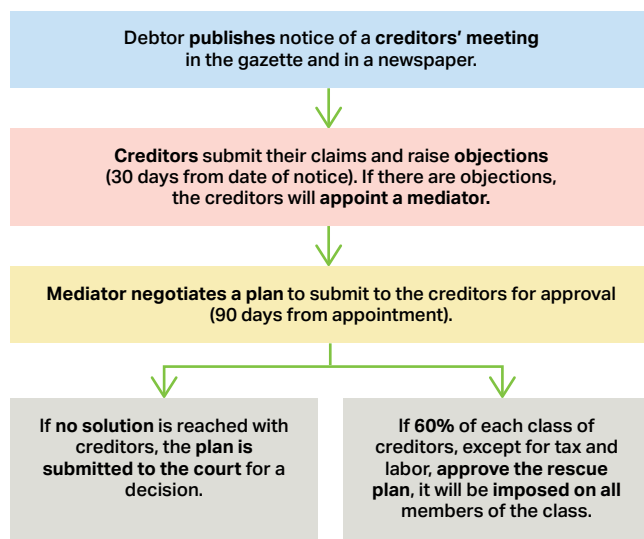 Debtor publishes notice of a creditors’ meeting
in the gazette and in a newspaper.
Creditors submit their claims and raise objections
(30 days from date of notice). If there are objections,
the creditors will appoint a mediator.
Mediator negotiates a plan to submit to the creditors for approval
(90 days from appointment).
If no solution is reached with
creditors, the plan is
submitted to the court for a
decision.
If 60% of each class of
creditors, except for tax and
labor, approve the rescue
plan, it will be imposed on all
members of the class.